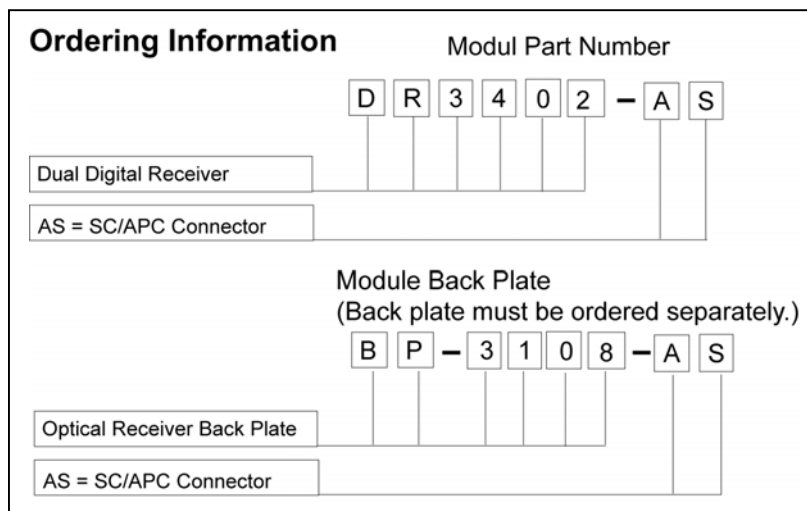 Ordering Information
Modul Part Number
D R 3 4 0 2 – A S
Dual Digital Receiver
AS = SC/APC Connector
Module Back Plate
(Back plate must be ordered separately.)
B P – 3 1 0 8 – A S
Optical Receiver Back Plate
AS = SC/APC Connector